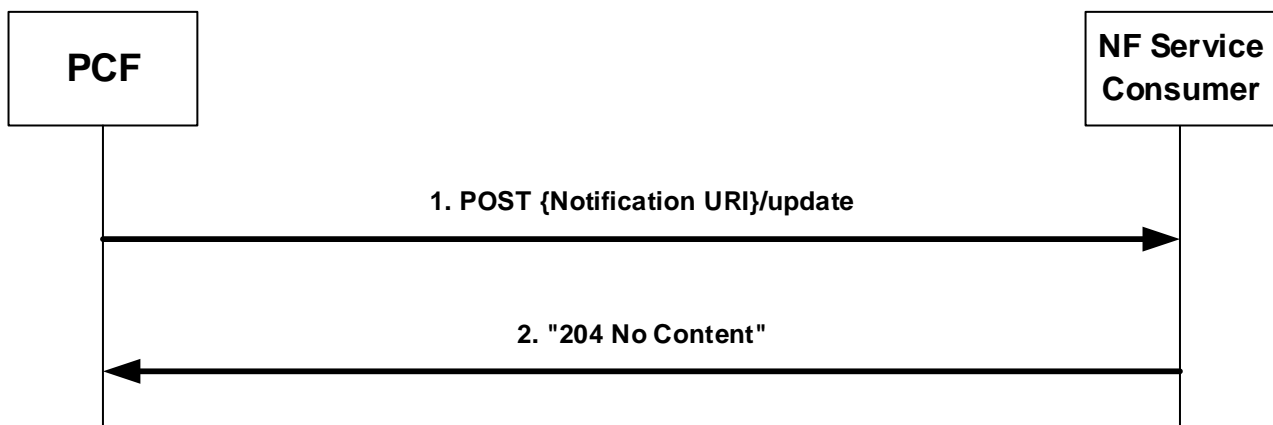 PCF
NF Service
Consumer
1. POST {Notification URI}/update
2. "204 No Content"